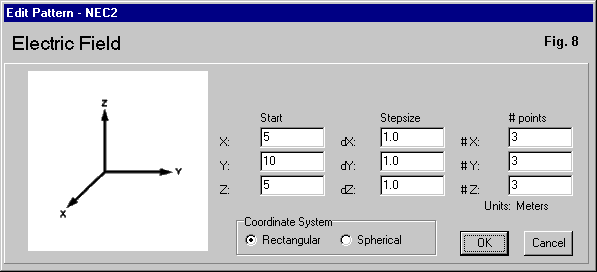 Edit Pattern - NEC2
Electric Field
Fig. 8
Z
Y
X
Start Stepsize # points
X: 5 dX: 1.0 #X: 3
Y: 10 dY: 1.0 #Y: 3
Z: 5 dZ: 1.0 #Z: 3
Units: Meters
Coordinate System
Rectangular Spherical
OK Cancel